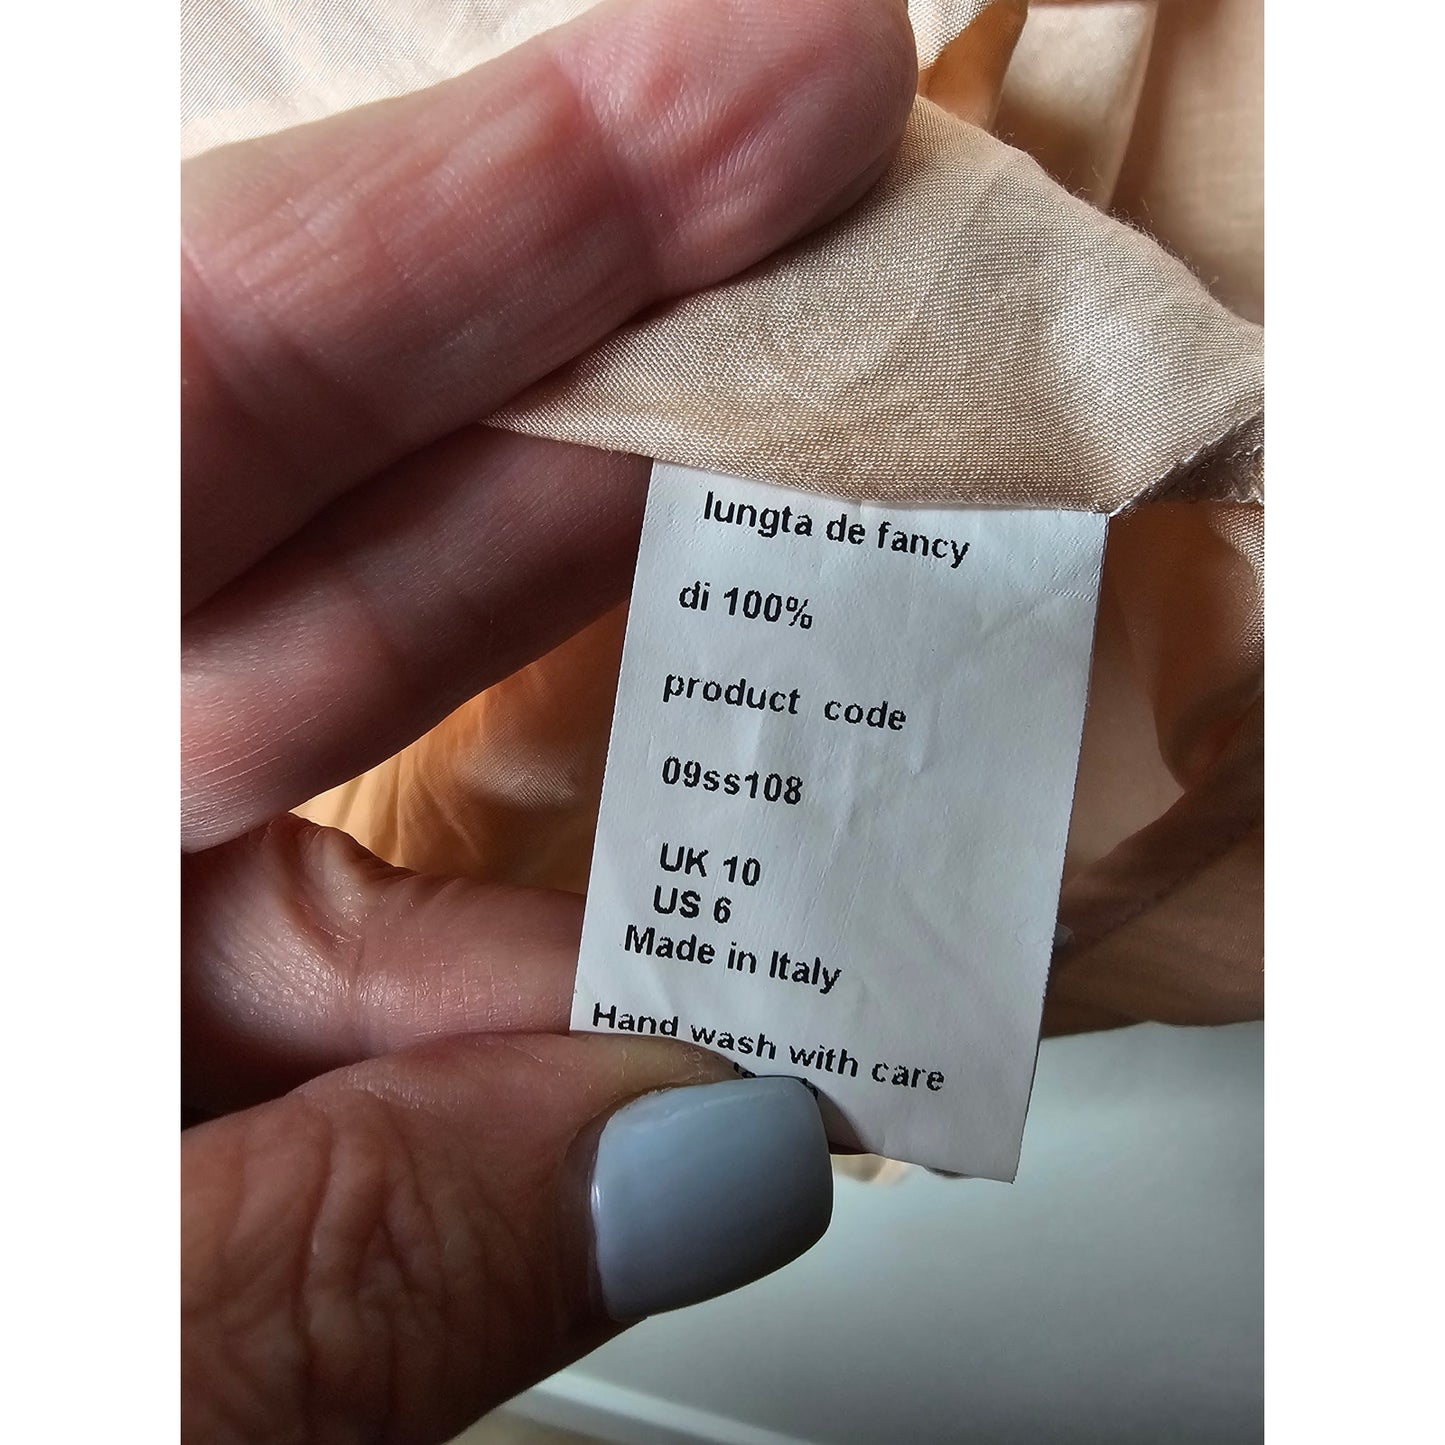 lungta de fancy
di 100%
product code
09ss108
UK 10
US 6
Made in Italy
Hand wash with care